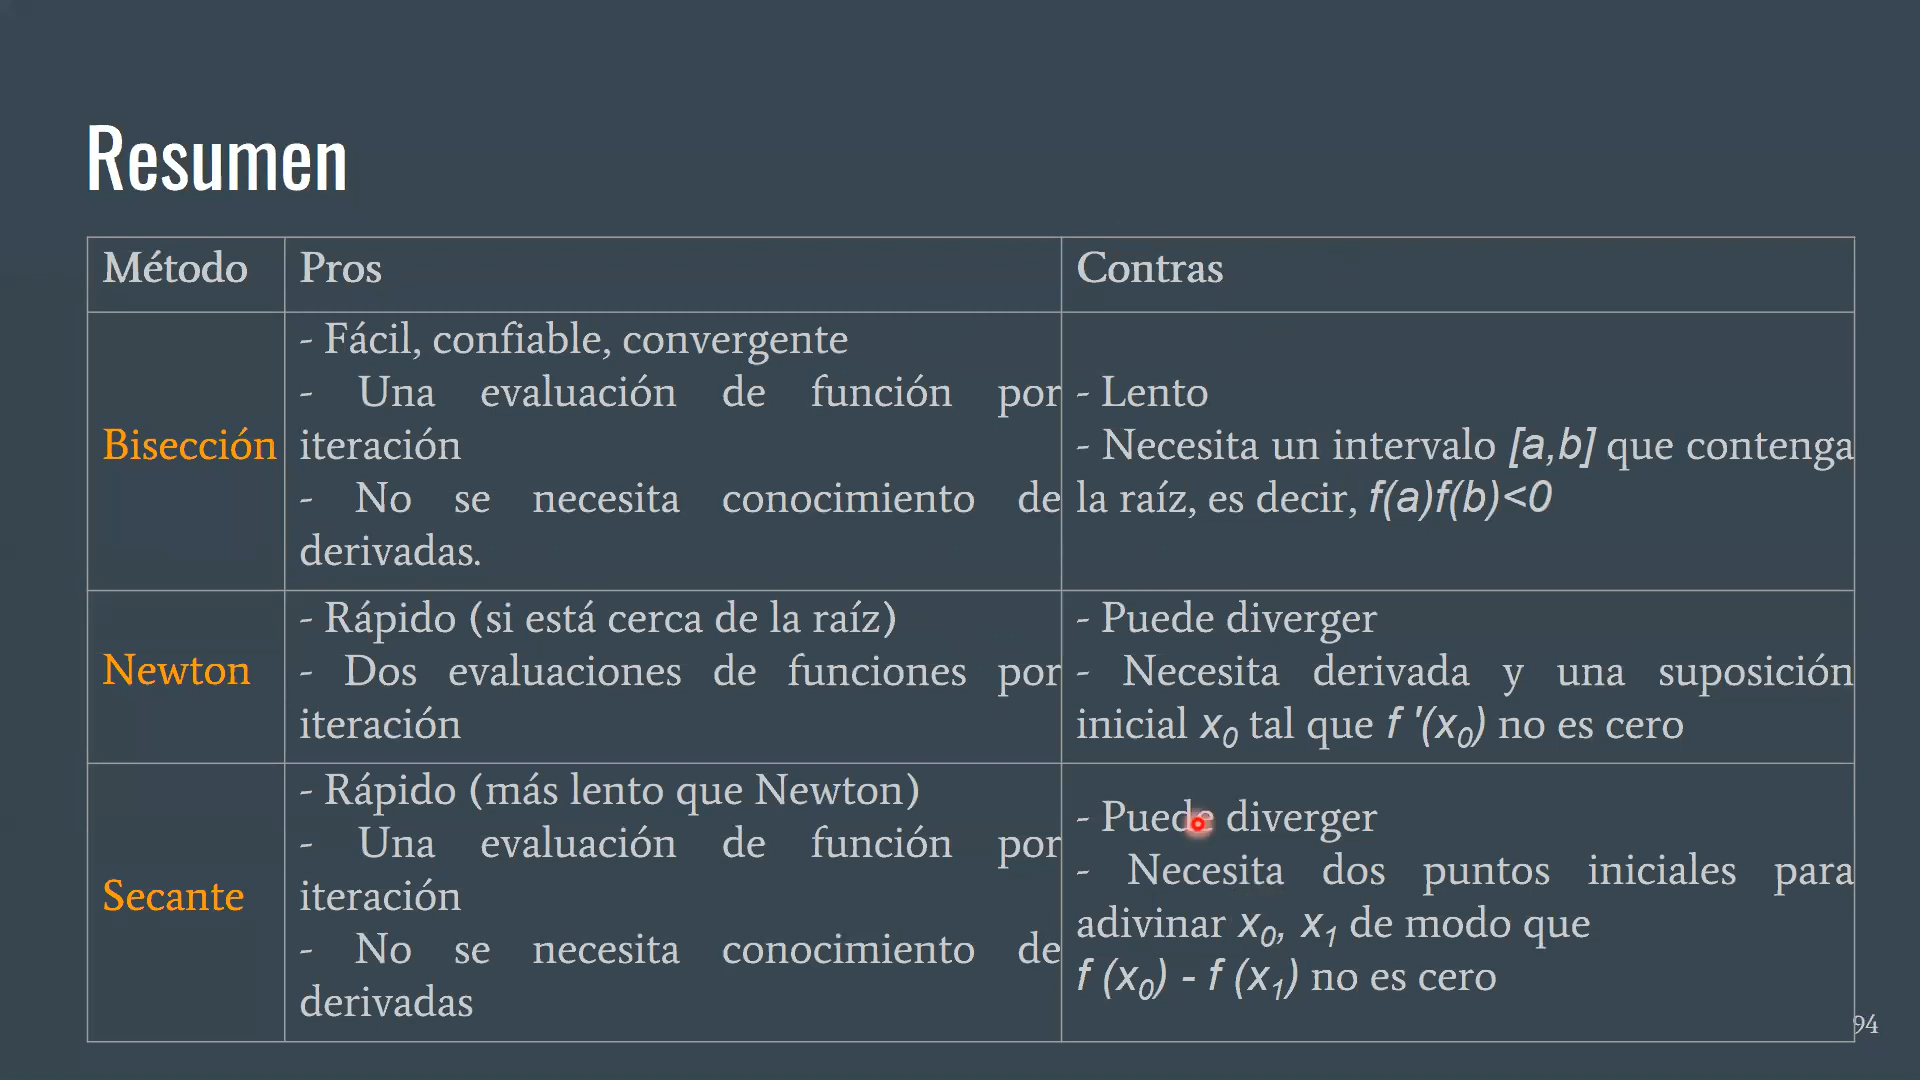 Resumen
Método
Pros
Contras
Bisección
- Fácil, confiable, convergente
- Una evaluación de función por
iteración
- No se necesita conocimiento de
derivadas.
- Lento
- Necesita un intervalo [a,b] que contenga
la raíz, es decir, f(a)f(b)<0
Newton
- Rápido (si está cerca de la raíz)
- Dos evaluaciones de funciones por
iteración
- Puede diverger
- Necesita derivada y una suposición
inicial x₀ tal que f '(x₀) no es cero
Secante
- Rápido (más lento que Newton)
- Una evaluación de función por
iteración
- No se necesita conocimiento de
derivadas
- Puede diverger
- Necesita dos puntos iniciales para
adivinar x₀, x₁ de modo que
f (x₀) - f (x₁) no es cero
94